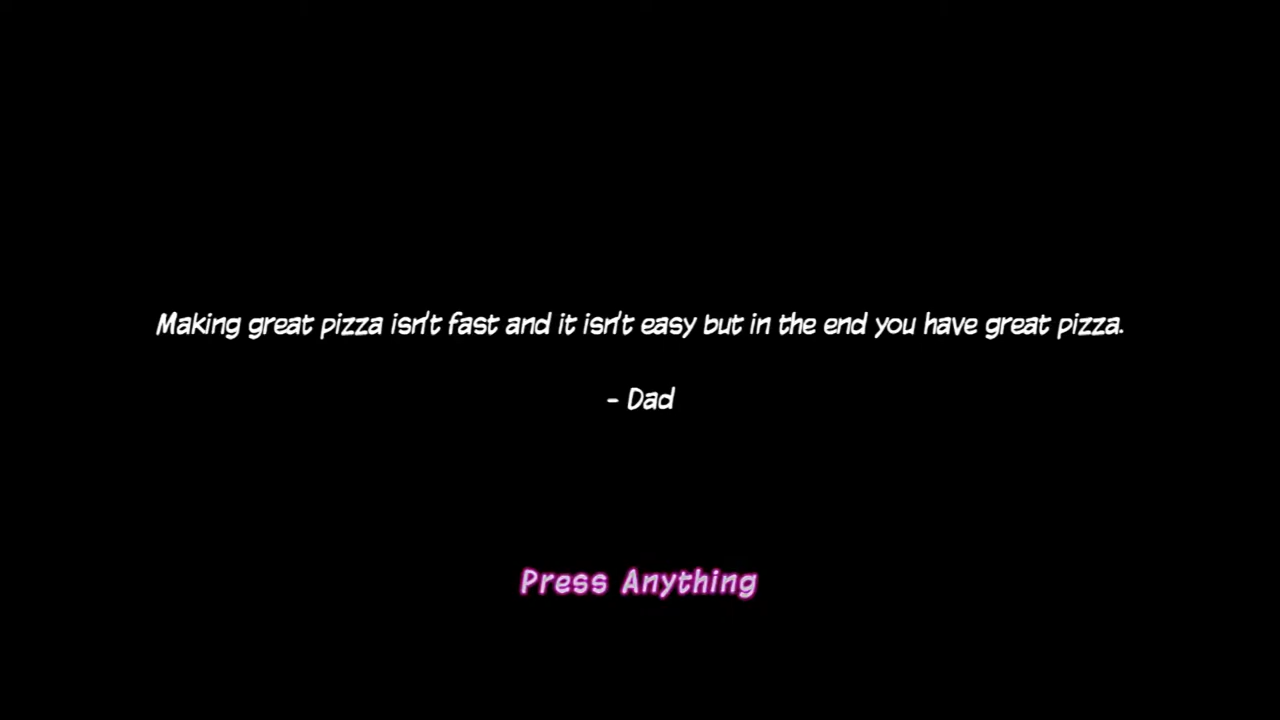 Making great pizza isn't fast and it isn't easy but in the end you have great pizza.
- Dad
Press Anything